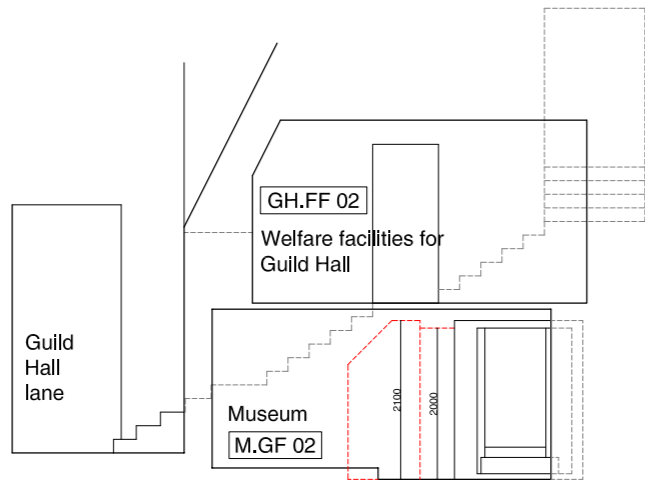 GH.FF 02
Welfare facilities for
Guild Hall
Guild
Hall
lane
Museum
M.GF 02
2100
2000